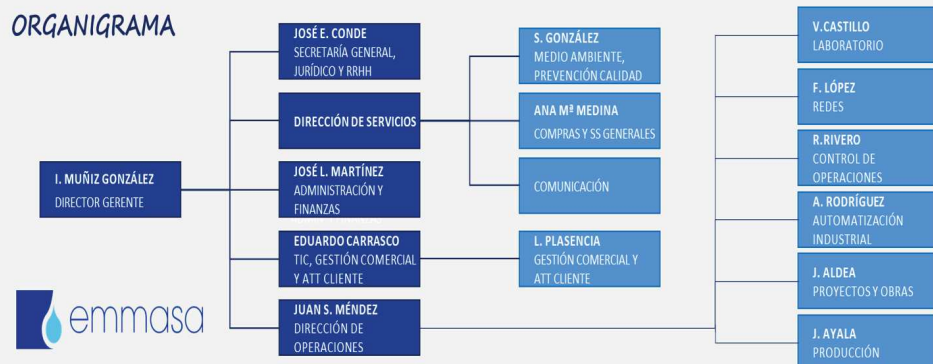 ORGANIGRAMA
I. MUÑIZ GONZÁLEZ
DIRECTOR GERENTE
emmasa
JOSÉ E. CONDE
SECRETARÍA GENERAL,
JURÍDICO Y RRHH
DIRECCIÓN DE SERVICIOS
JOSÉ L. MARTÍNEZ
ADMINISTRACIÓN Y
FINANZAS
EDUARDO CARRASCO
TIC, GESTIÓN COMERCIAL
Y ATT CLIENTE
JUAN S. MÉNDEZ
DIRECCIÓN DE
OPERACIONES
S. GONZÁLEZ
MEDIO AMBIENTE,
PREVENCIÓN CALIDAD
ANA Mª MEDINA
COMPRAS Y SS GENERALES
COMUNICACIÓN
L. PLASENCIA
GESTIÓN COMERCIAL Y
ATT CLIENTE
V.CASTILLO
LABORATORIO
F. LÓPEZ
REDES
R.RIVERO
CONTROL DE
OPERACIONES
A. RODRÍGUEZ
AUTOMATIZACIÓN
INDUSTRIAL
J. ALDEA
PROYECTOS Y OBRAS
J. AYALA
PRODUCCIÓN